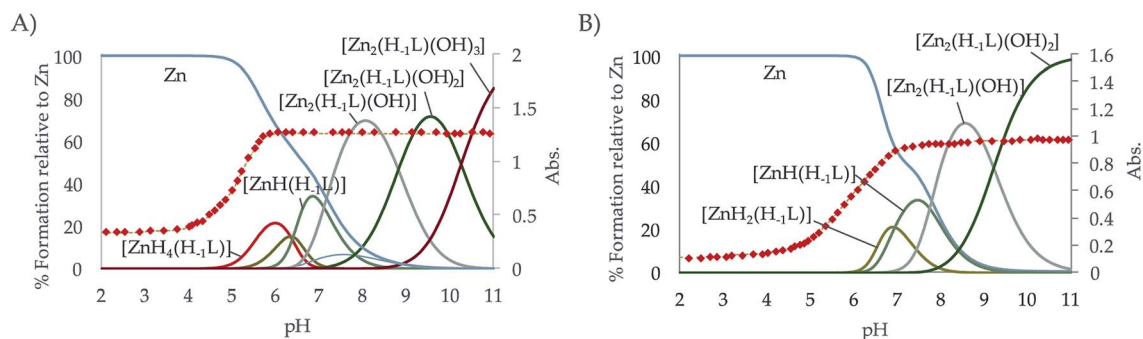 A)
% Formation relative to Zn
100
80
60
40
20
0
2 3 4 5 6 7 8 9 10 11
pH
2
1.5
1
0.5
0
Abs.
Zn
[Zn₂(H₋₁L)(OH)₃]
[Zn₂(H₋₁L)(OH)₂]
[Zn₂(H₋₁L)(OH)]
[ZnH(H₋₁L)]
[ZnH₄(H₋₁L)]
B)
% Formation relative to Zn
100
80
60
40
20
0
2 3 4 5 6 7 8 9 10 11
pH
1.6
1.4
1.2
1
0.8
0.6
0.4
0.2
0
Abs.
Zn
[Zn₂(H₋₁L)(OH)₂]
[Zn₂(H₋₁L)(OH)]
[ZnH(H₋₁L)]
[ZnH₂(H₋₁L)]